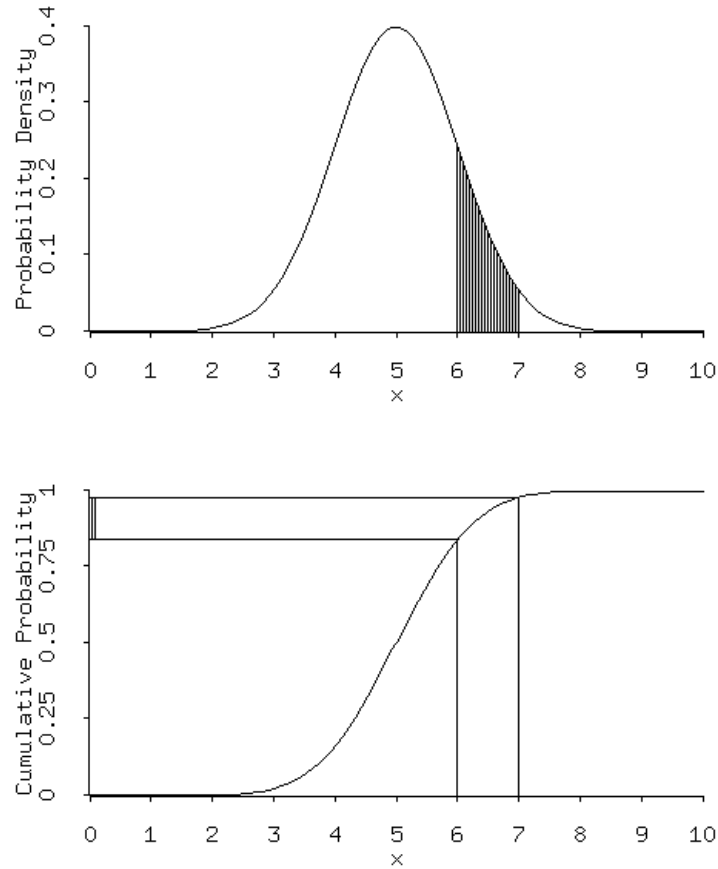 Probability Density
0 0.1 0.2 0.3 0.4
0 1 2 3 4 5 6 7 8 9 10
x
Cumulative Probability
0 0.25 0.5 0.75 1
0 1 2 3 4 5 6 7 8 9 10
x